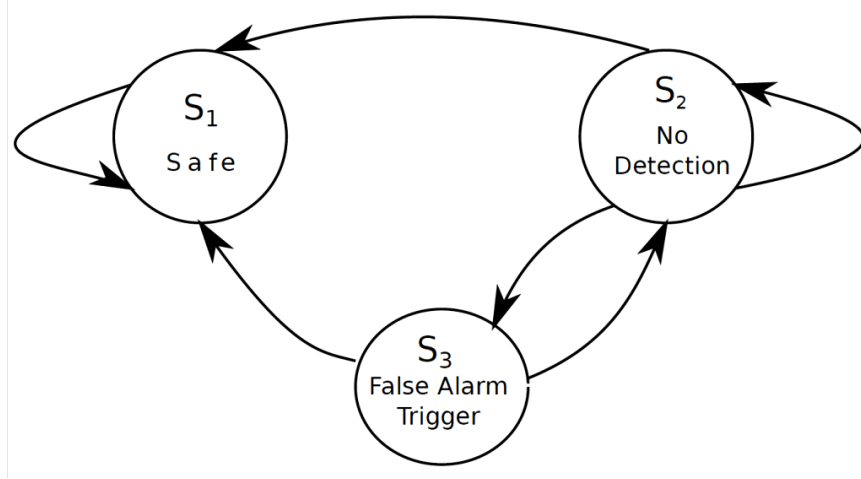 S₁
Safe
S₂
No
Detection
S₃
False Alarm
Trigger